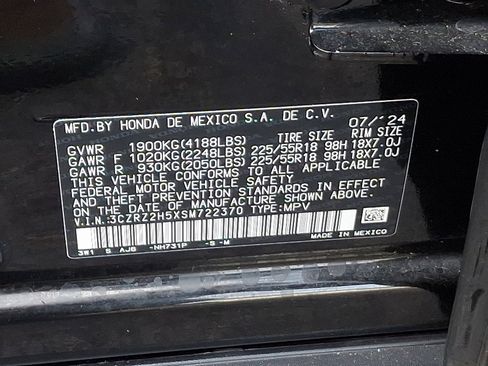 MFD.BY HONDA DE MEXICO S.A. DE C.V. 07/'24
GVWR 1900KG(4188LBS) TIRE SIZE RIM SIZE
GAWR F 1020KG(2248LBS) 225/55R18 98H 18X7.0J
GAWR R 930KG(2050LBS) 225/55R18 98H 18X7.0J
THIS VEHICLE CONFORMS TO ALL APPLICABLE
FEDERAL MOTOR VEHICLE SAFETY
AND THEFT PREVENTION STANDARDS IN EFFECT
ON THE DATE OF MANUFACTURE SHOWN ABOVE.
V.I.N.:3CZRZ2H5XSM722370 TYPE:MPV
3W1 S AJB -NH731P -S -M
MADE IN MEXICO